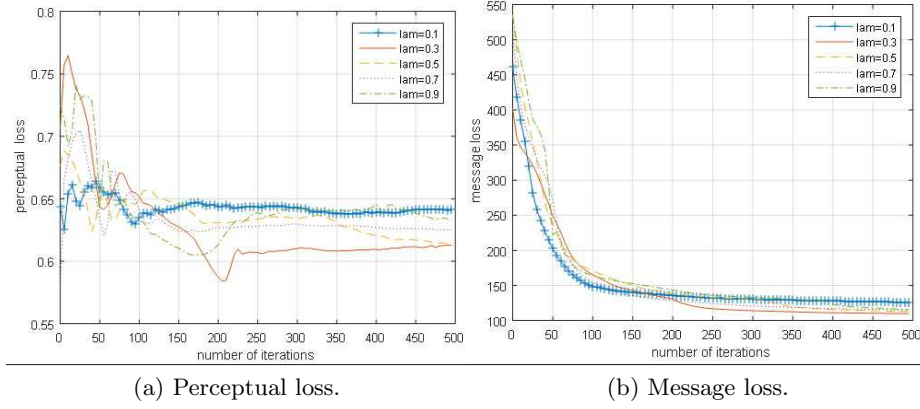 0.8
0.75
0.7
0.65
0.6
0.55
perceptual loss
lam=0.1
lam=0.3
lam=0.5
lam=0.7
lam=0.9
0 50 100 150 200 250 300 350 400 450 500
number of iterctions
550
500
450
400
350
300
250
200
150
100
message loss
lam=0.1
lam=0.3
lam=0.5
lam=0.7
lam=0.9
0 50 100 150 200 250 300 350 400 450 500
number of iterations
(a) Perceptual loss.
(b) Message loss.